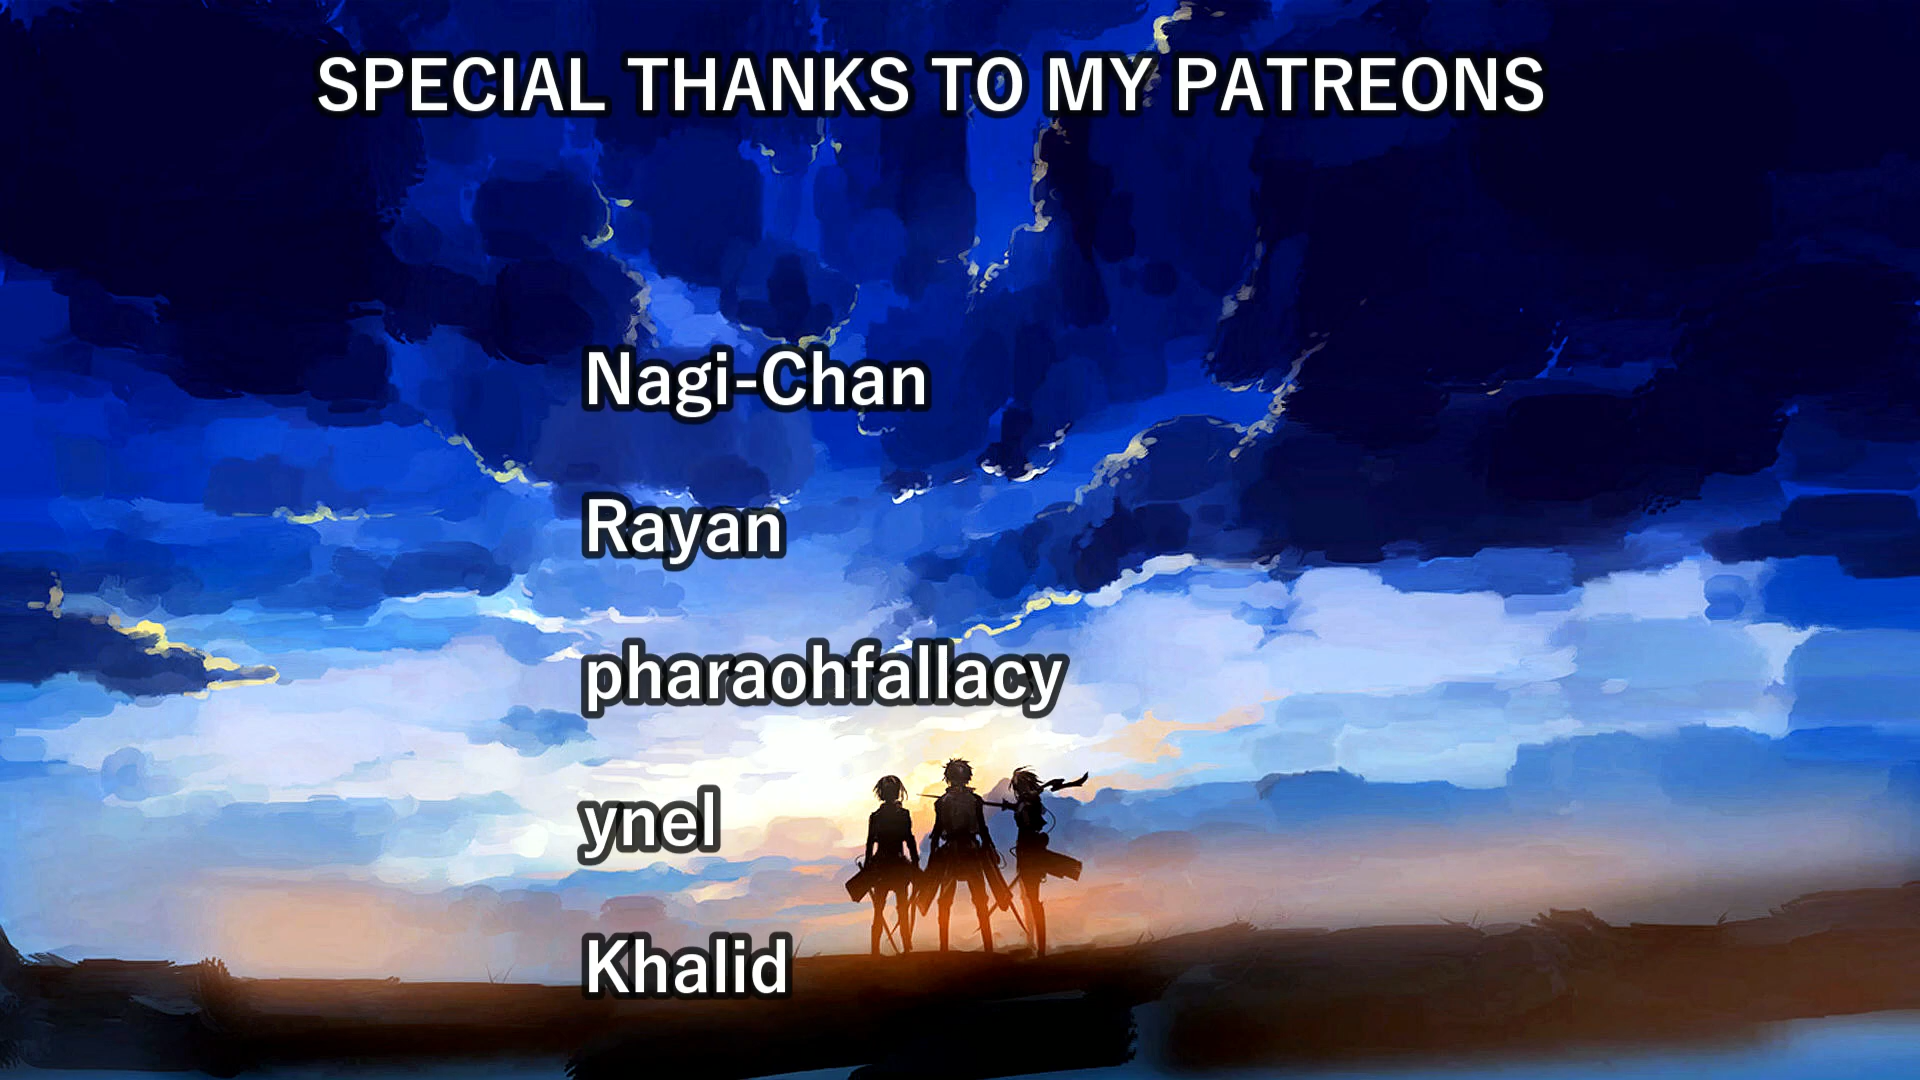 SPECIAL THANKS TO MY PATREONS
Nagi-Chan
Rayan
pharaohfallacy
ynel
Khalid